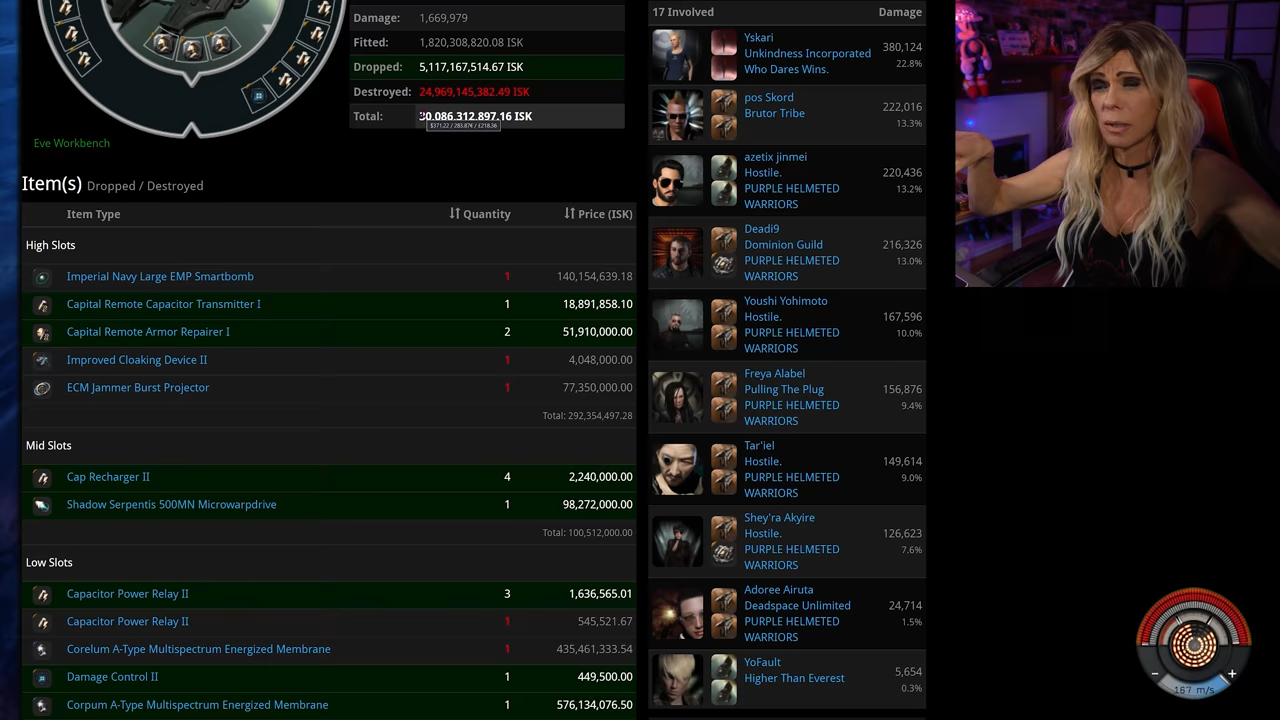 Damage: 1,669,979
Fitted: 1,820,308,820.08 ISK
Dropped: 5,117,167,514.67 ISK
Destroyed: 24,969,145,382.49 ISK
Total: 30,086,312,897.16 ISK
$371.22 / 283.87€ / £218.36
Eve Workbench
Item(s) Dropped / Destroyed
Item Type Quantity Price (ISK)
High Slots
Imperial Navy Large EMP Smartbomb 1 140,154,639.18
Capital Remote Capacitor Transmitter I 1 18,891,858.10
Capital Remote Armor Repairer I 2 51,910,000.00
Improved Cloaking Device II 1 4,048,000.00
ECM Jammer Burst Projector 1 77,350,000.00
Total: 292,354,497.28
Mid Slots
Cap Recharger II 4 2,240,000.00
Shadow Serpentis 500MN Microwarpdrive 1 98,272,000.00
Total: 100,512,000.00
Low Slots
Capacitor Power Relay II 3 1,636,565.01
Capacitor Power Relay II 1 545,521.67
Corelum A-Type Multispectrum Energized Membrane 1 435,461,333.54
Damage Control II 1 449,500.00
Corpum A-Type Multispectrum Energized Membrane 1 576,134,076.50
17 Involved Damage
Yskari
Unkindness Incorporated
Who Dares Wins.
380,124
22.8%
pos Skord
Brutor Tribe
222,016
13.3%
azetix jinmei
Hostile.
PURPLE HELMETED
WARRIORS
220,436
13.2%
Deadi9
Dominion Guild
PURPLE HELMETED
WARRIORS
216,326
13.0%
Youshi Yohimoto
Hostile.
PURPLE HELMETED
WARRIORS
167,596
10.0%
Freya Alabel
Pulling The Plug
PURPLE HELMETED
WARRIORS
156,876
9.4%
Tar'iel
Hostile.
PURPLE HELMETED
WARRIORS
149,614
9.0%
Shey'ra Akyire
Hostile.
PURPLE HELMETED
WARRIORS
126,623
7.6%
Adoree Airuta
Deadspace Unlimited
PURPLE HELMETED
WARRIORS
24,714
1.5%
YoFault
Higher Than Everest
5,654
0.3%
167 m/s